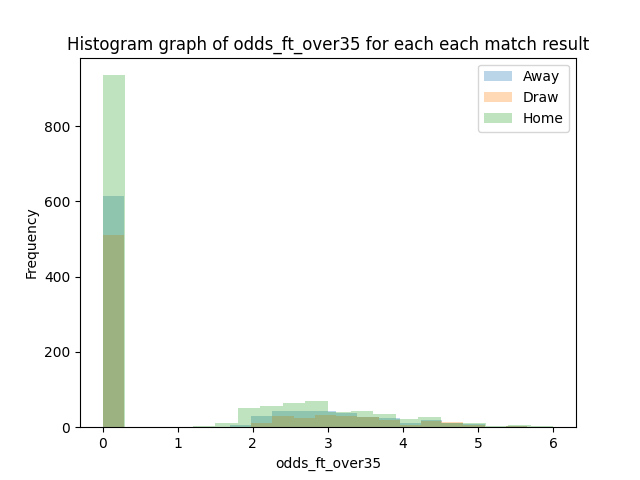 Histogram graph of odds_ft_over35 for each each match result
Away
Draw
Home
Frequency
800
600
400
200
0
0 1 2 3 4 5 6
odds_ft_over35